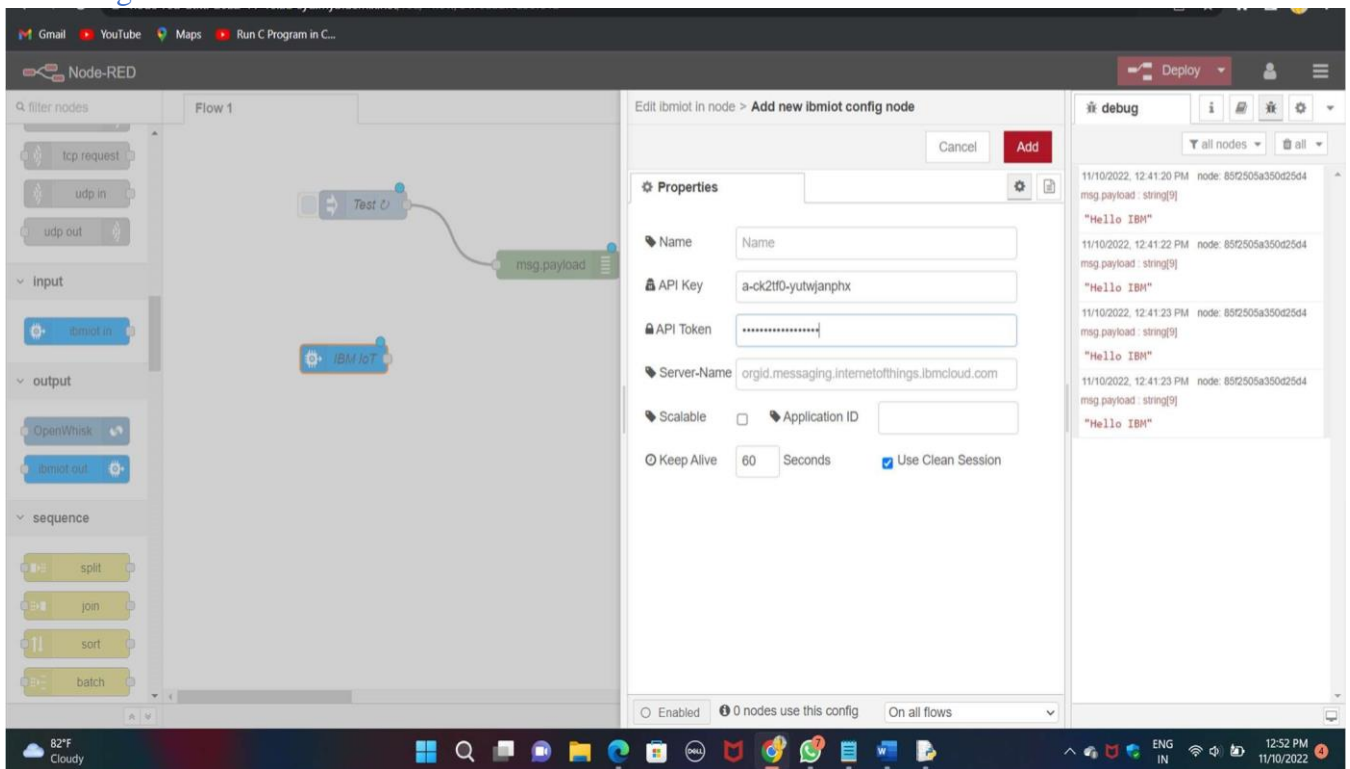 Gmail YouTube Maps Run C Program in C...
Node-RED Deploy
filter nodes
Flow 1
Edit ibmiot in node > Add new ibmiot config node
debug i
Cancel Add
all nodes all
tcp request
udp in
udp out
input
ibmiot in
output
OpenWhisk
ibmiot out
sequence
split
join
sort
batch
Test ↻
msg.payload
IBM IoT
Properties
Name Name
API Key a-ck2tf0-yutwjanphx
API Token ••••••••••••••••••
Server-Name orgid.messaging.internetofthings.ibmcloud.com
Scalable Application ID
Keep Alive 60 Seconds Use Clean Session
Enabled 0 nodes use this config On all flows
11/10/2022, 12:41:20 PM node: 85f2505a350d25d4
msg.payload : string[9]
"Hello IBM"
11/10/2022, 12:41:22 PM node: 85f2505a350d25d4
msg.payload : string[9]
"Hello IBM"
11/10/2022, 12:41:23 PM node: 85f2505a350d25d4
msg.payload : string[9]
"Hello IBM"
11/10/2022, 12:41:23 PM node: 85f2505a350d25d4
msg.payload : string[9]
"Hello IBM"
82°F
Cloudy
DELL
7
ENG
IN
12:52 PM
11/10/2022
4